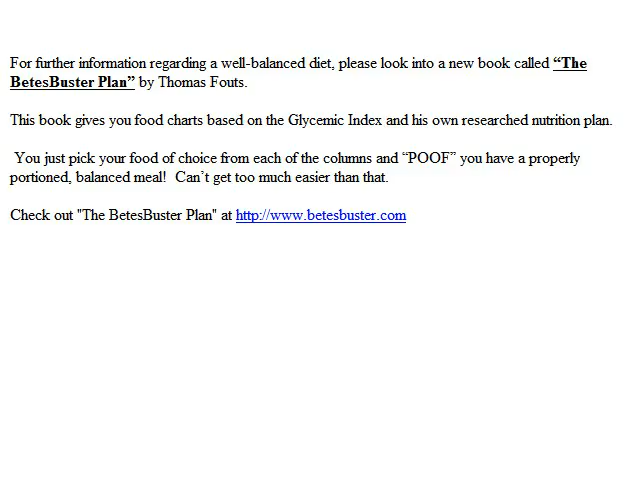 For further information regarding a well-balanced diet, please look into a new book called “The
BetesBuster Plan” by Thomas Fouts.
This book gives you food charts based on the Glycemic Index and his own researched nutrition plan.
You just pick your food of choice from each of the columns and “POOF” you have a properly
portioned, balanced meal!  Can’t get too much easier than that.
Check out "The BetesBuster Plan" at http://www.betesbuster.com